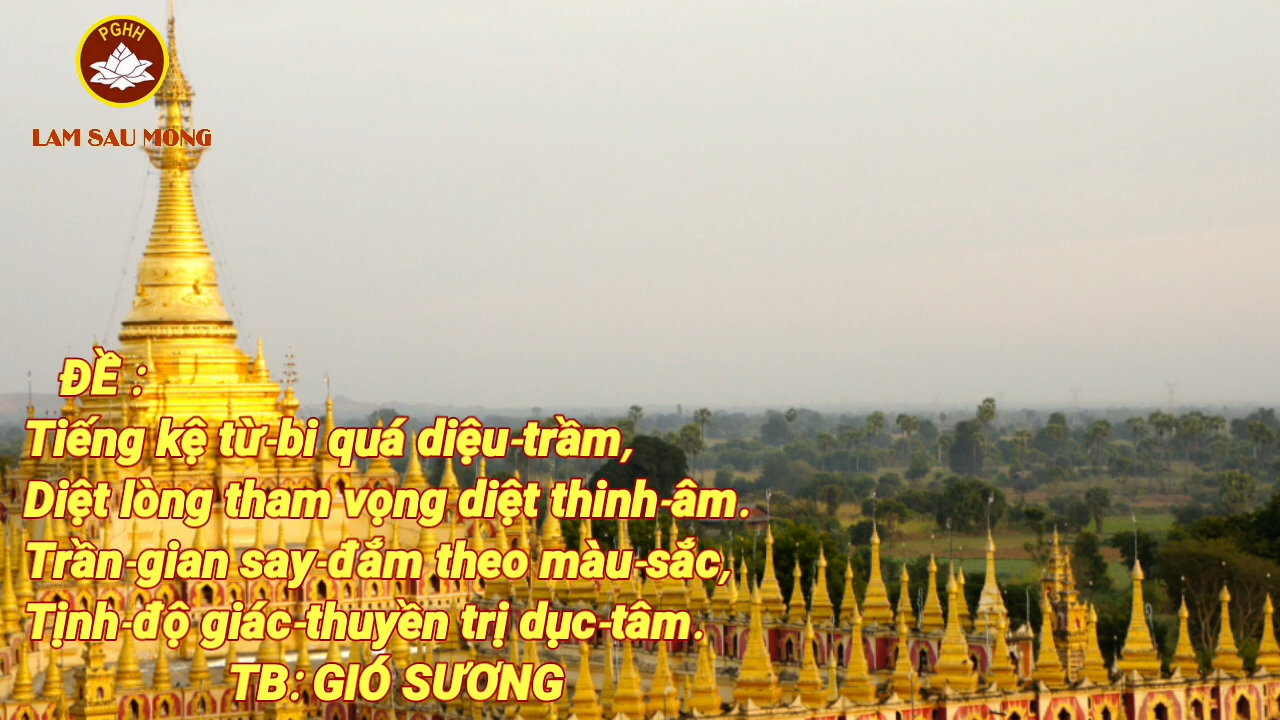 PGHH
LAM SAU MONG
ĐỀ :
Tiếng kệ từ-bi quá diệu-trầm,
Diệt lòng tham vọng diệt thinh-âm.
Trần-gian say-đắm theo màu-sắc,
Tịnh-độ giác-thuyền trị dục-tâm.
TB: GIÓ SƯƠNG